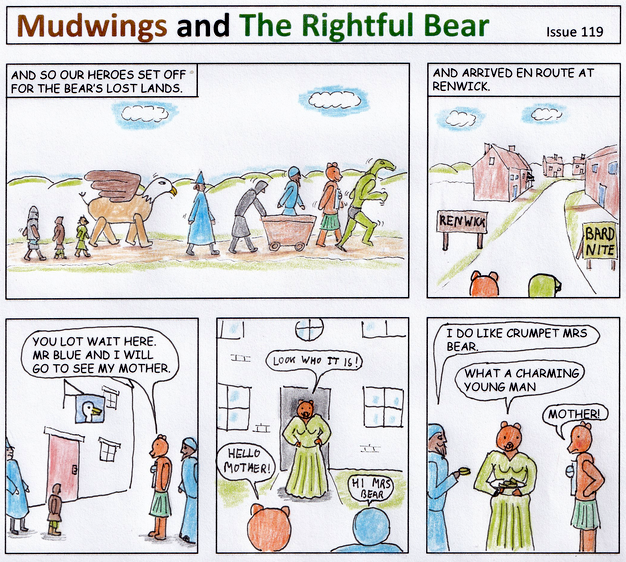 Mudwings and The Rightful Bear
Issue 119
AND SO OUR HEROES SET OFF
FOR THE BEAR'S LOST LANDS.
AND ARRIVED EN ROUTE AT
RENWICK.
RENWICK
BARD
NITE
YOU LOT WAIT HERE.
MR BLUE AND I WILL
GO TO SEE MY MOTHER.
LOOK WHO IT IS!
HELLO
MOTHER!
HI MRS
BEAR
I DO LIKE CRUMPET MRS
BEAR.
WHAT A CHARMING
YOUNG MAN
MOTHER!